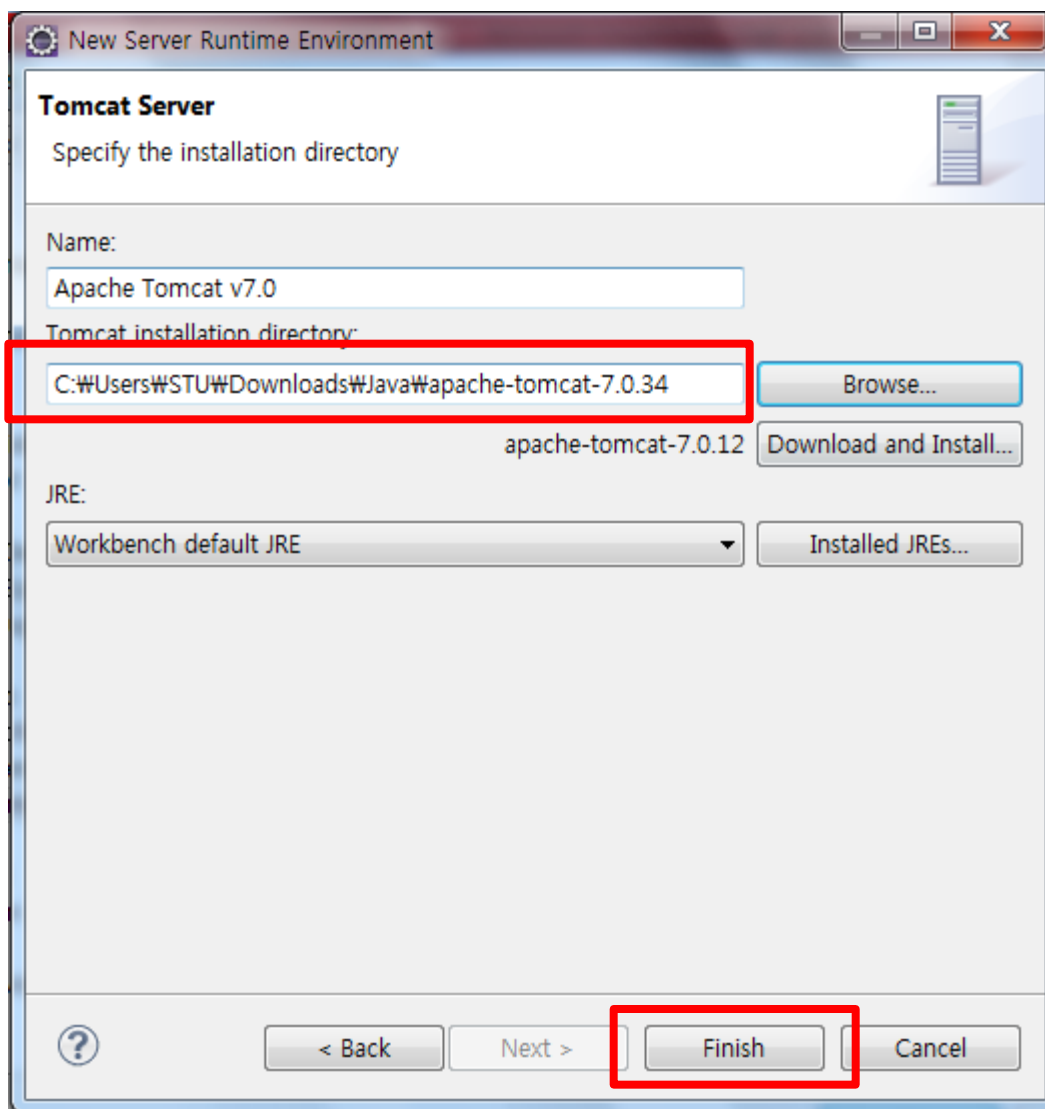 New Server Runtime Environment
Tomcat Server
Specify the installation directory
Name:
Apache Tomcat v7.0
Tomcat installation directory:
C:₩Users₩STU₩Downloads₩Java₩apache-tomcat-7.0.34
Browse...
apache-tomcat-7.0.12
Download and Install...
JRE:
Workbench default JRE
Installed JREs...
?
< Back
Next >
Finish
Cancel